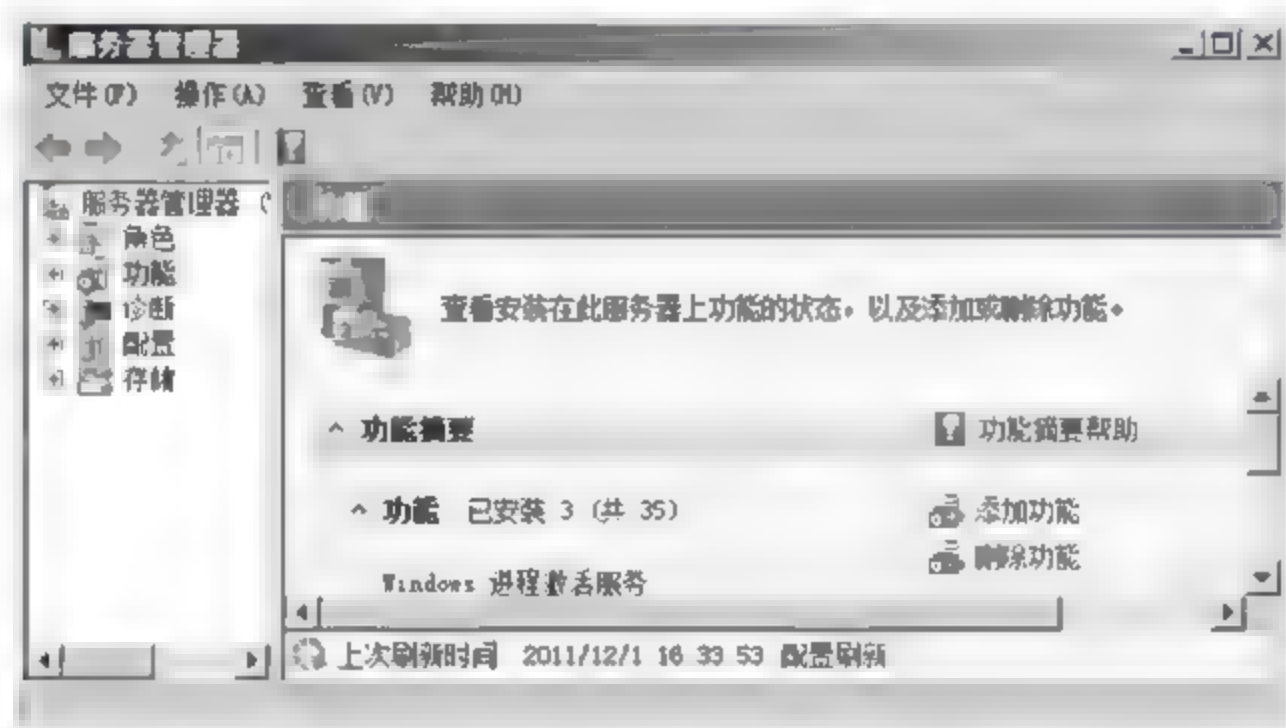 服务器管理器
文件(F) 操作(A) 查看(V) 帮助(H)
服务器管理器 (
角色
功能
诊断
配置
存储
查看安装在此服务器上功能的状态，以及添加或删除功能。
功能摘要
功能摘要帮助
功能 已安装 3 (共 35)
添加功能
删除功能
Windows 进程激活服务
上次刷新时间 2011/12/1 16 33 53 配置刷新